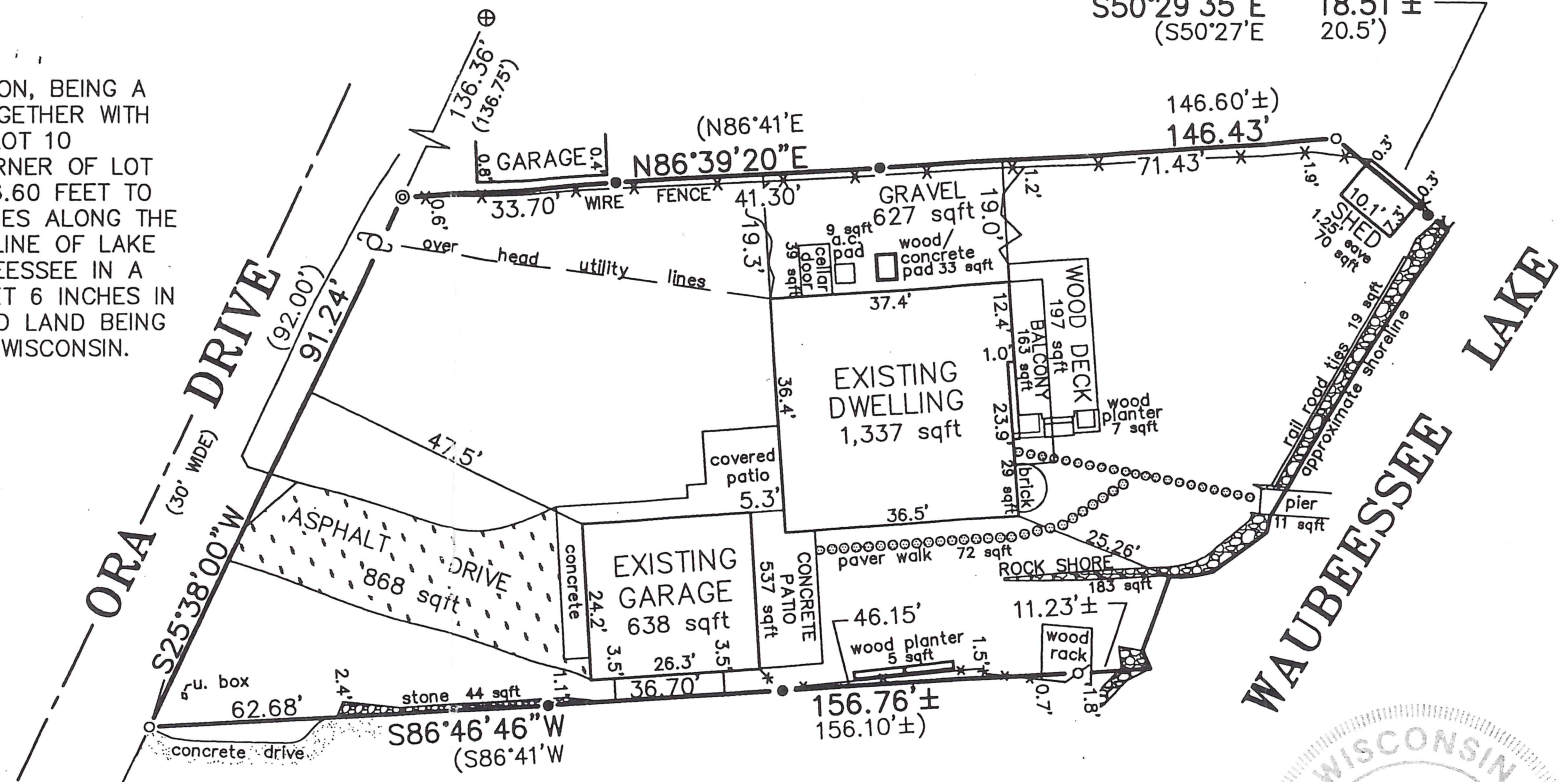 S50°29'35"E 18.51'±
(S50°27'E 20.5')
ON, BEING A
GETHER WITH
OT 10
RNER OF LOT
.60 FEET TO
ES ALONG THE
LINE OF LAKE
EESSEE IN A
T 6 INCHES IN
D LAND BEING
WISCONSIN.
136.36'
(136.75')
0.8'
GARAGE
0.4'
(N86°41'E
146.60'±)
N86°39'20"E
146.43'
0.6'
33.70'
WIRE
FENCE
41.30'
71.43'
1.2'
1.9'
0.3'
0.3'
10.1'
7.3'
SHED
1.25' eave
70 sqft
GRAVEL
627 sqft
19.3'
19.0'
over head utility lines
39 sqft
cellar door
9 sqft
a.c. pad
wood/
concrete
pad 33 sqft
37.4'
12.4'
1.0'
23.9'
BALCONY
163 sqft
WOOD DECK
197 sqft
wood
planter
7 sqft
EXISTING
DWELLING
1,337 sqft
36.4'
36.5'
29 sqft
brick
rail road ties 19 sqft
approximate shoreline
LAKE
WAUBEESSEE
pier
11 sqft
ORA DRIVE
(30' WIDE)
(92.00')
91.24'
S25°38'00"W
47.5'
covered
patio
5.3'
ASPHALT
DRIVE
868 sqft
concrete
EXISTING
GARAGE
638 sqft
24.2'
3.5'
26.3'
3.5'
537 sqft
CONCRETE
PATIO
paver walk 72 sqft
25.26'
ROCK SHORE
183 sqft
46.15'
11.23'±
wood planter
5 sqft
1.5'
wood
rack
0.7'
1.8'
u. box
62.68'
2.4'
stone 44 sqft
1.1'
36.70'
S86°46'46"W
(S86°41'W
156.76'±
156.10'±)
concrete drive
WISCONSIN